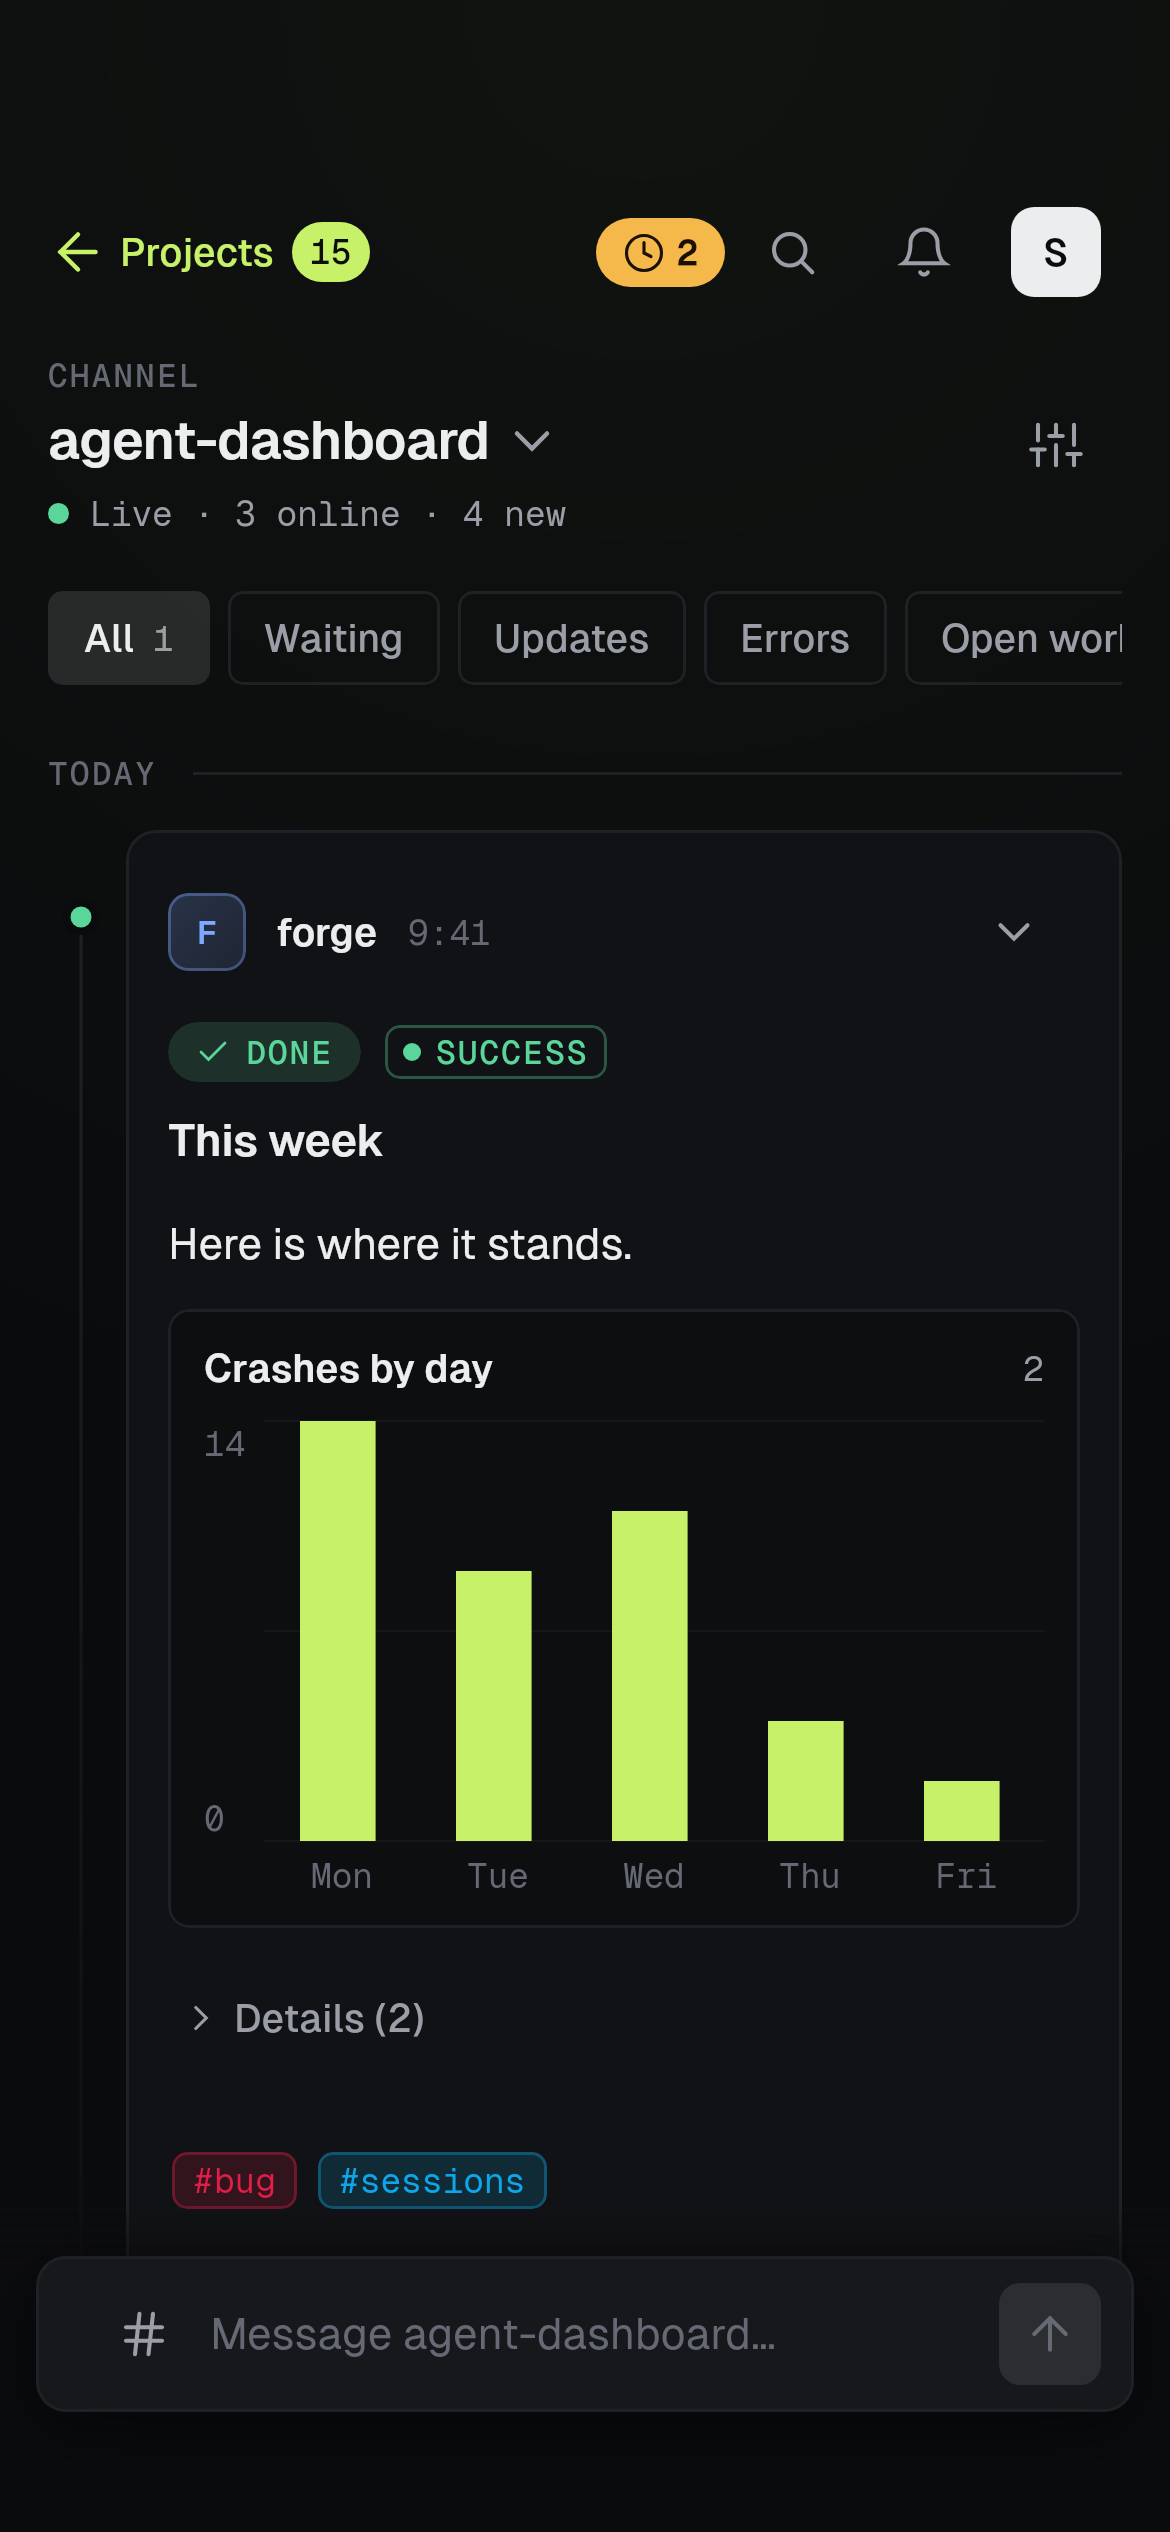 Projects 15 2 S
CHANNEL
agent-dashboard
Live · 3 online · 4 new
All 1 Waiting Updates Errors Open
TODAY
F forge 9:41
DONE SUCCESS
This week
Here is where it stands.
Crashes by day 2
14
0
Mon Tue Wed Thu Fri
Details (2)
#bug #sessions
# Message agent-dashboard…